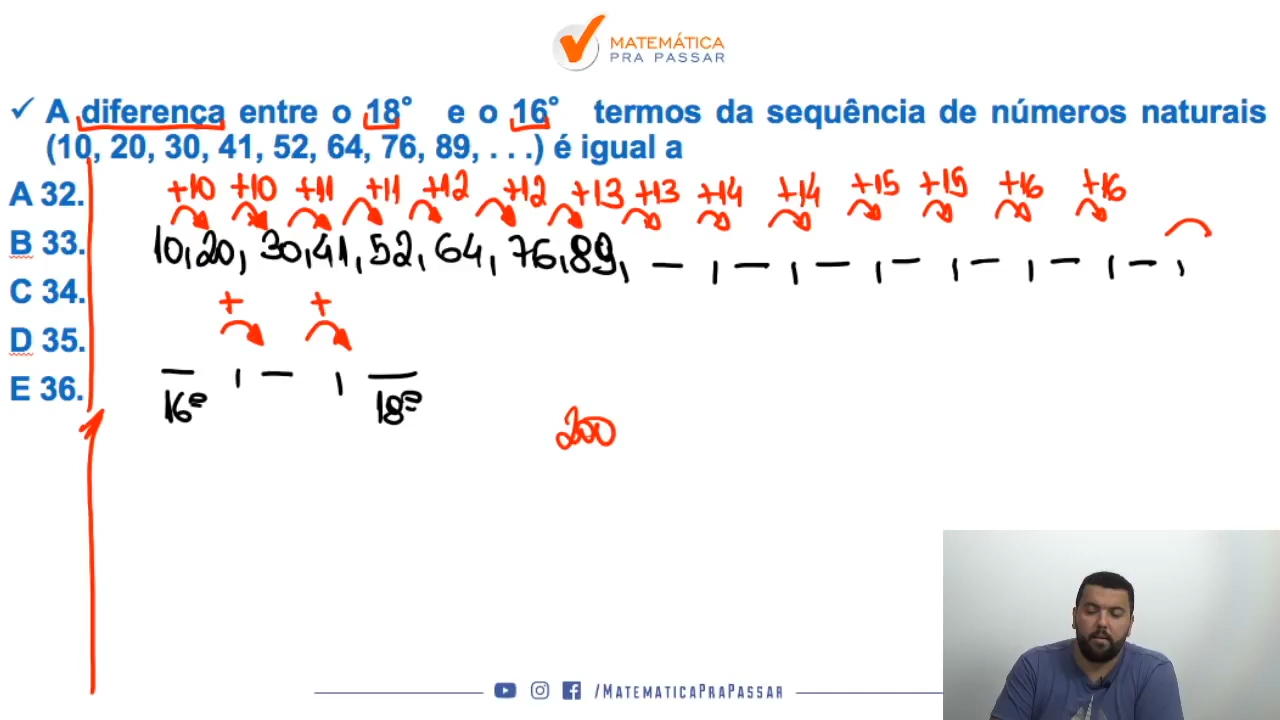 MATEMÁTICA
PRA PASSAR
✓ A diferença entre o 18° e o 16° termos da sequência de números naturais
(10, 20, 30, 41, 52, 64, 76, 89, . . .) é igual a
A 32.
B 33.
C 34.
D 35.
E 36.
+10 +10 +11 +11 +12 +12 +13 +13 +14 +14 +15 +15 +16 +16
10, 20, 30, 41, 52, 64, 76, 89, _ , _ , _ , _ , _ , _ , _ ,
+ +
_ , _ , _
16º 18º
200
/MATEMATICAPRAPASSAR